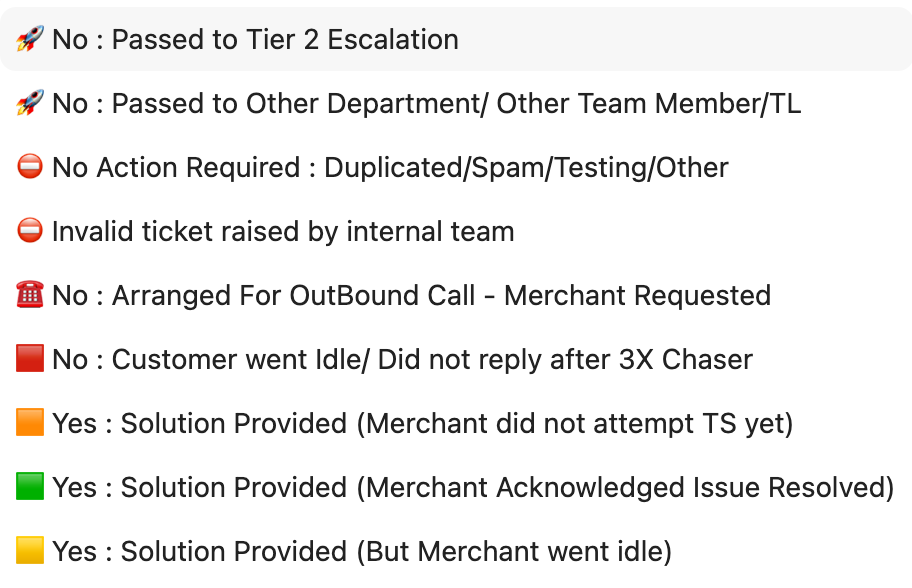 🚀 No : Passed to Tier 2 Escalation
🚀 No : Passed to Other Department/ Other Team Member/TL
⛔ No Action Required : Duplicated/Spam/Testing/Other
⛔ Invalid ticket raised by internal team
☎️ No : Arranged For OutBound Call - Merchant Requested
🟥 No : Customer went Idle/ Did not reply after 3X Chaser
🟧 Yes : Solution Provided (Merchant did not attempt TS yet)
🟩 Yes : Solution Provided (Merchant Acknowledged Issue Resolved)
🟨 Yes : Solution Provided (But Merchant went idle)